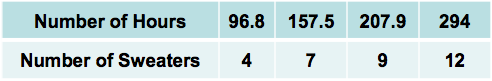 Number of Hours 96.8 157.5 207.9 294
Number of Sweaters 4 7 9 12